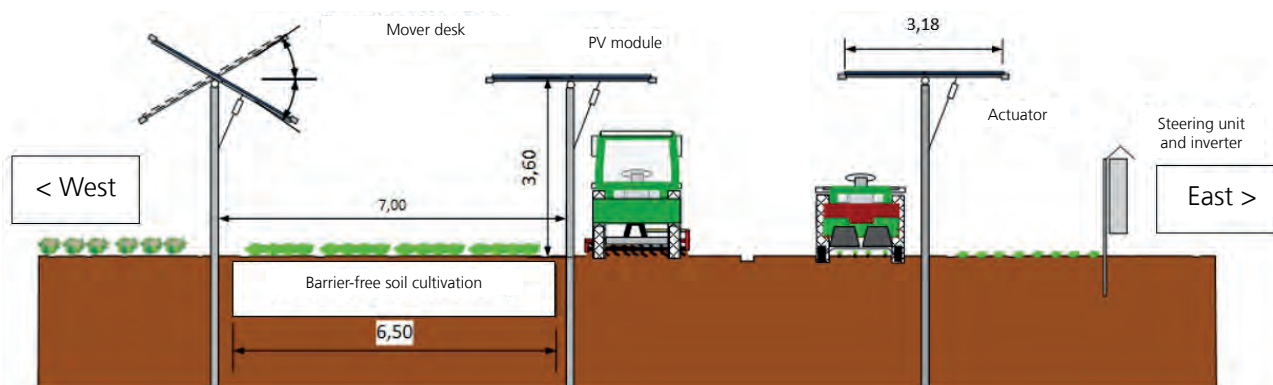 Mover desk
PV module
3,18
Actuator
Steering unit
and inverter
< West
East >
3,60
7,00
Barrier-free soil cultivation
6,50